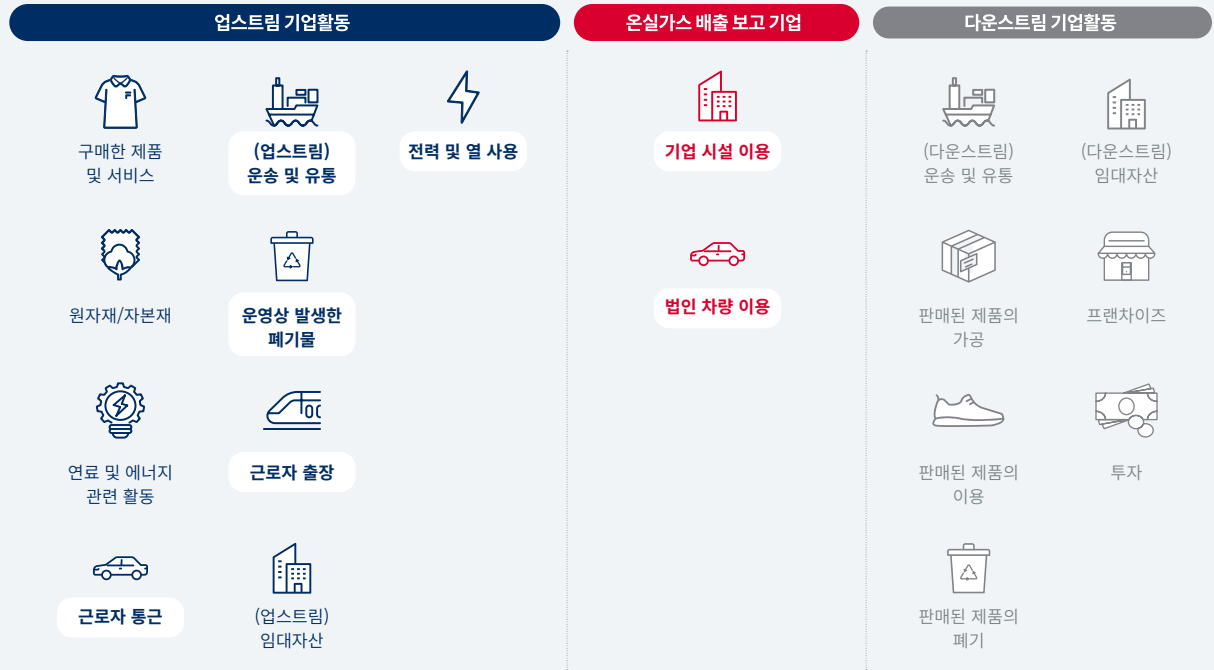 업스트림 기업활동
온실가스 배출 보고 기업
다운스트림 기업활동
구매한 제품
및 서비스
(업스트림)
운송 및 유통
전력 및 열 사용
기업 시설 이용
(다운스트림)
운송 및 유통
(다운스트림)
임대자산
원자재/자본재
운영상 발생한
폐기물
법인 차량 이용
판매된 제품의
가공
프랜차이즈
연료 및 에너지
관련 활동
근로자 출장
판매된 제품의
이용
투자
근로자 통근
(업스트림)
임대자산
판매된 제품의
폐기